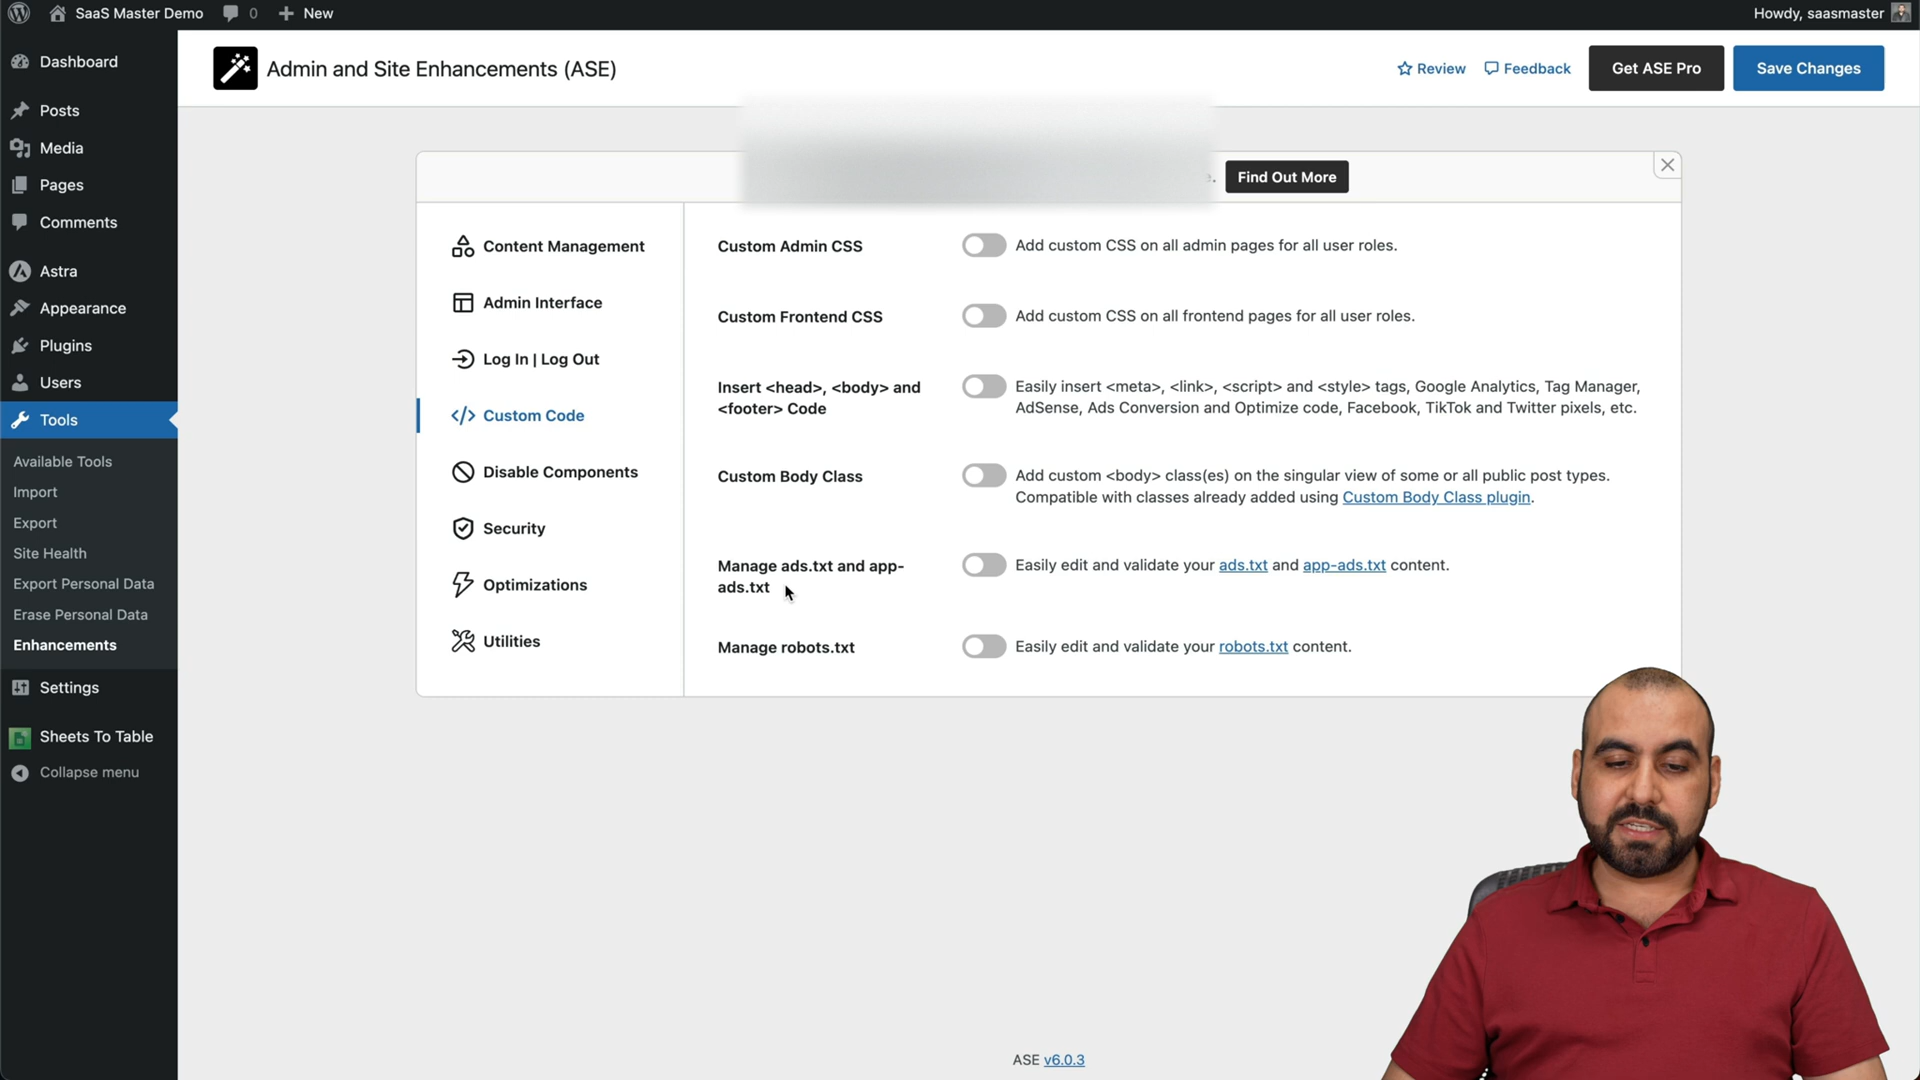 SaaS Master Demo 0 New Howdy, saasmaster
Dashboard
Posts
Media
Pages
Comments
Astra
Appearance
Plugins
Users
Tools
Available Tools
Import
Export
Site Health
Export Personal Data
Erase Personal Data
Enhancements
Settings
Sheets To Table
Collapse menu
Admin and Site Enhancements (ASE)
Review Feedback Get ASE Pro Save Changes
Find Out More
Content Management
Admin Interface
Log In | Log Out
Custom Code
Disable Components
Security
Optimizations
Utilities
Custom Admin CSS
Add custom CSS on all admin pages for all user roles.
Custom Frontend CSS
Add custom CSS on all frontend pages for all user roles.
Insert <head>, <body> and
<footer> Code
Easily insert <meta>, <link>, <script> and <style> tags, Google Analytics, Tag Manager,
AdSense, Ads Conversion and Optimize code, Facebook, TikTok and Twitter pixels, etc.
Custom Body Class
Add custom <body> class(es) on the singular view of some or all public post types.
Compatible with classes already added using Custom Body Class plugin.
Manage ads.txt and app-
ads.txt
Easily edit and validate your ads.txt and app-ads.txt content.
Manage robots.txt
Easily edit and validate your robots.txt content.
ASE v6.0.3